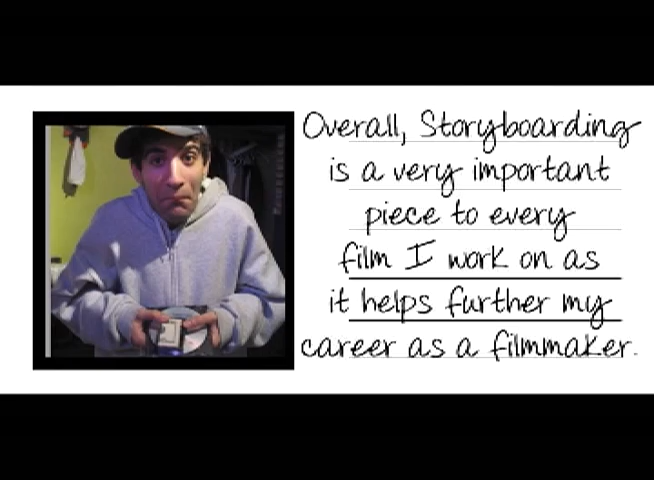 Overall, Storyboarding
is a very important
piece to every
film I work on as
it helps further my
career as a filmmaker.